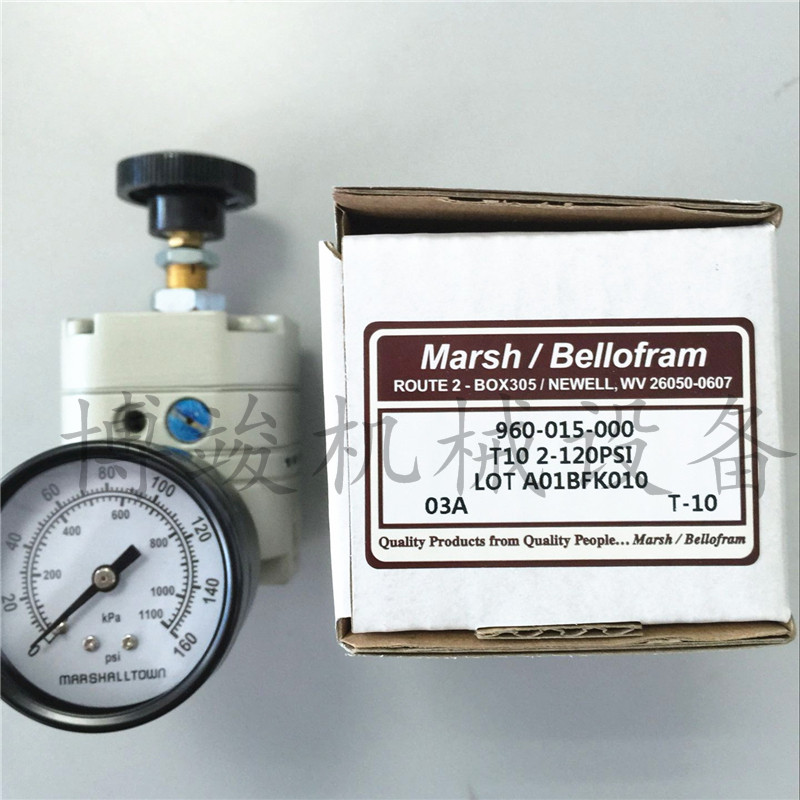 Marsh / Bellofram
ROUTE 2 - BOX305 / NEWELL, WV 26050-0607
960-015-000
T10 2-120PSI
LOT A01BFK010
03A T-10
Quality Products from Quality People... Marsh / Bellofram
博骏机械设备
0 20 40 60 80 100 120 140 160
%
200 400 600 800 1000 1100
kPa
psi
MARSHALLTOWN